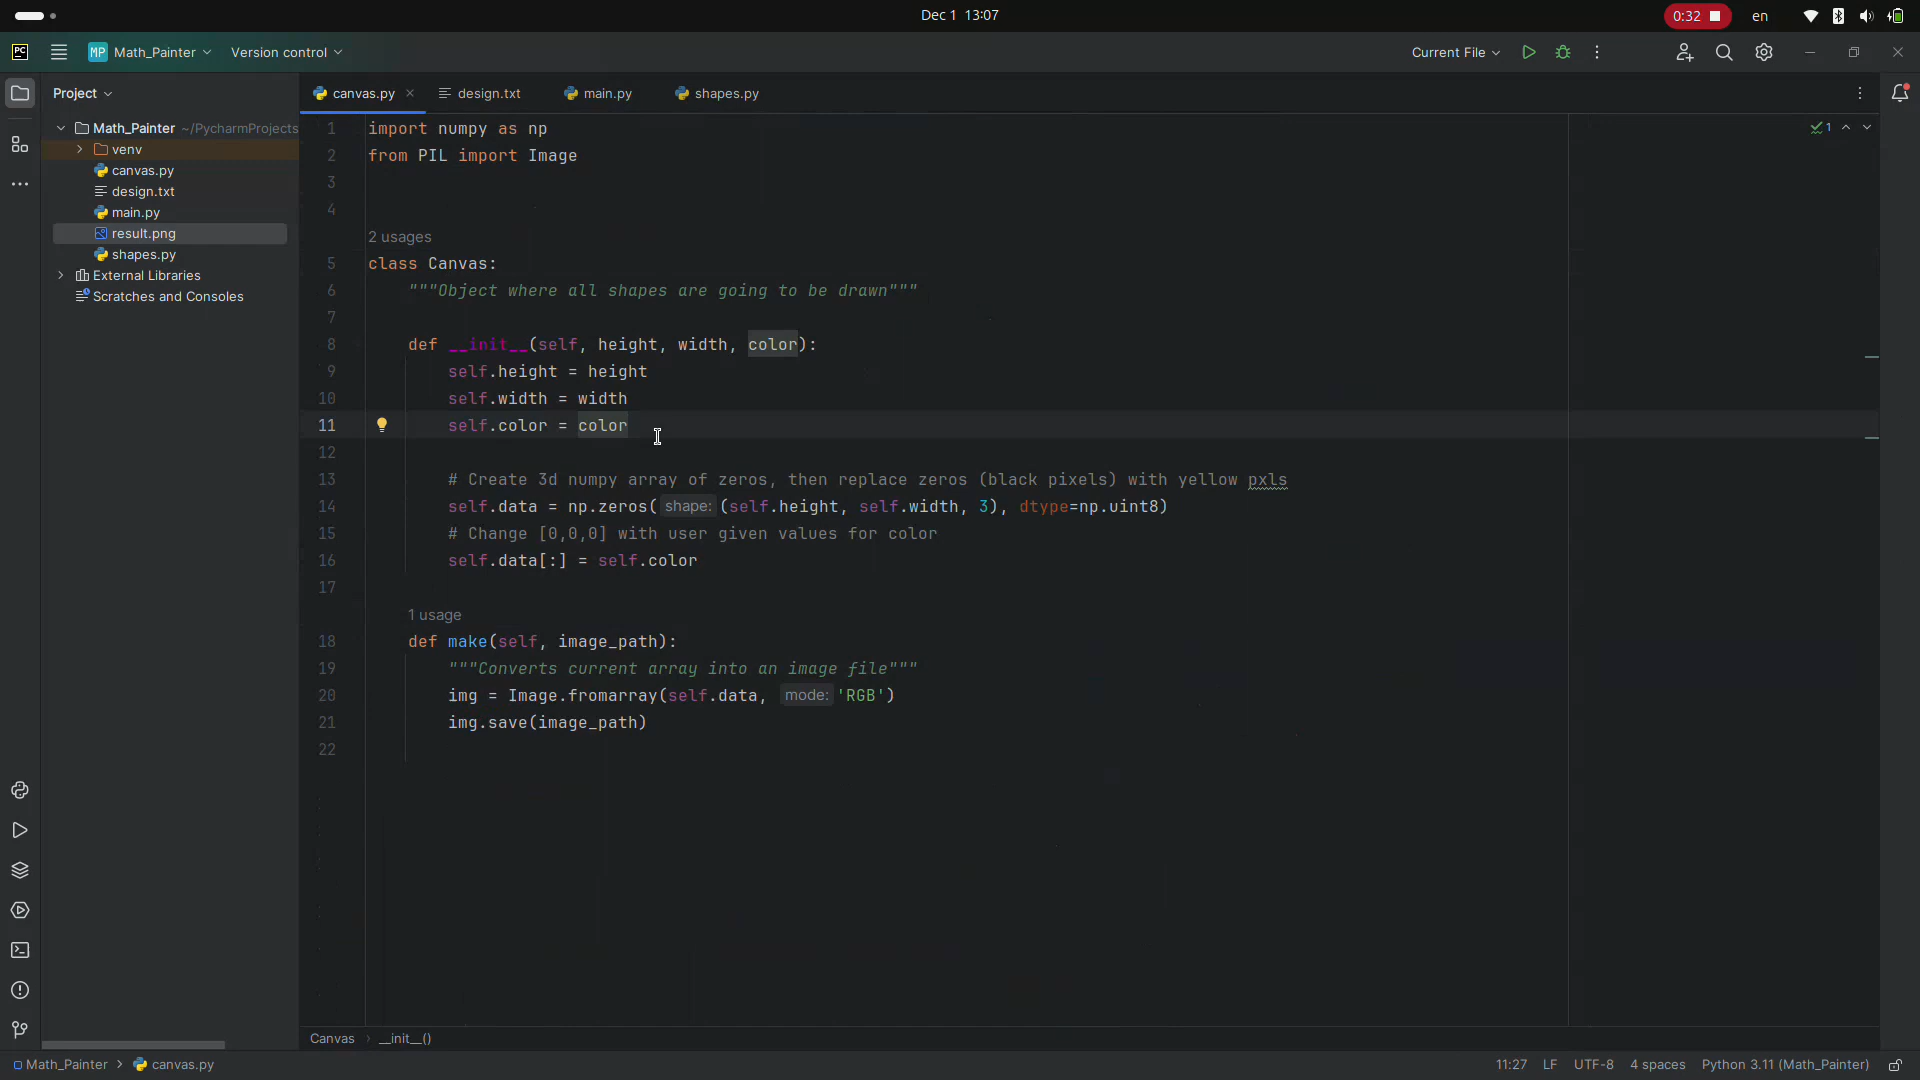 Dec 1 13:07
0:32
en
PC
MP Math_Painter
Version control
Current File
Project
canvas.py
design.txt
main.py
shapes.py
Math_Painter ~/PycharmProjects
venv
canvas.py
design.txt
main.py
result.png
shapes.py
External Libraries
Scratches and Consoles
1 import numpy as np
2 from PIL import Image
3
4
2 usages
5 class Canvas:
6 """Object where all shapes are going to be drawn"""
7
8 def __init__(self, height, width, color):
9 self.height = height
10 self.width = width
11 self.color = color
12
13 # Create 3d numpy array of zeros, then replace zeros (black pixels) with yellow pxls
14 self.data = np.zeros( shape: (self.height, self.width, 3), dtype=np.uint8)
15 # Change [0,0,0] with user given values for color
16 self.data[:] = self.color
17
1 usage
18 def make(self, image_path):
19 """Converts current array into an image file"""
20 img = Image.fromarray(self.data, mode: 'RGB')
21 img.save(image_path)
22
1
Canvas
__init__()
Math_Painter
canvas.py
11:27
LF
UTF-8
4 spaces
Python 3.11 (Math_Painter)